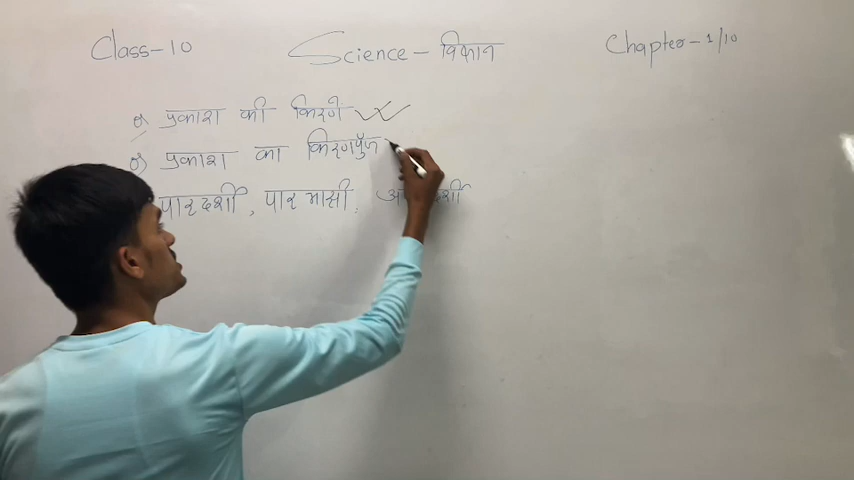 Class-10 Science - विज्ञान Chapter-1/10
प्रकाश की किरणें
प्रकाश का किरणपुँज
पारदर्शी, पारभासी,